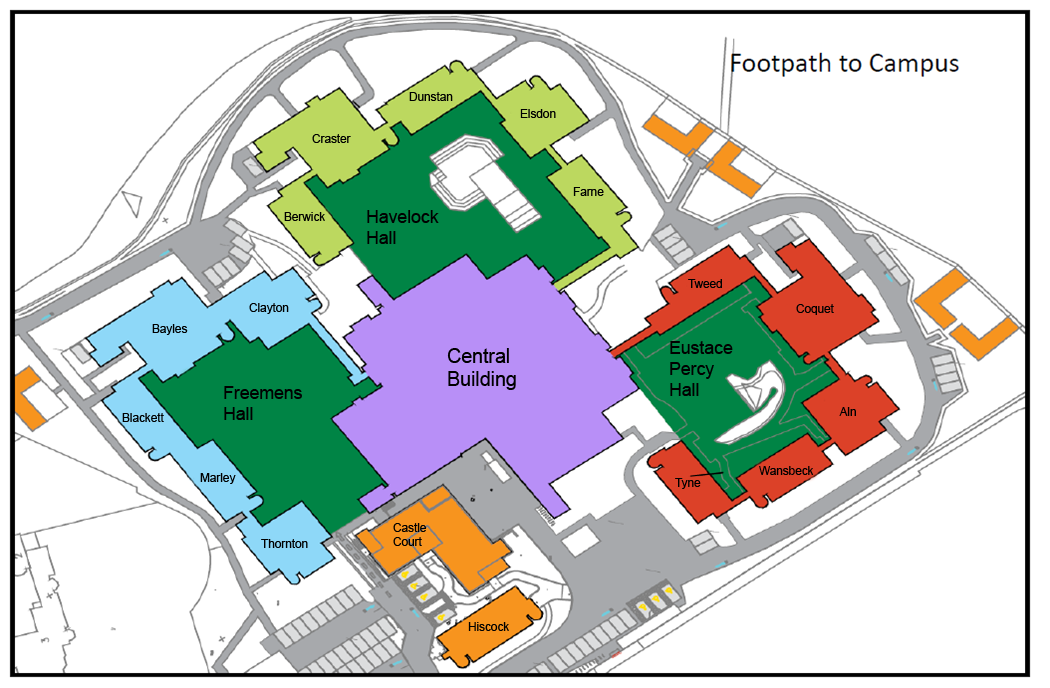 Footpath to Campus
Dunstan
Elsdon
Craster
Farne
Berwick
Havelock
Hall
Tweed
Coquet
Clayton
Bayles
Central
Building
Eustace
Percy
Hall
Freemens
Hall
Blackett
Aln
Marley
Wansbeck
Tyne
Castle
Court
Thornton
Hiscock